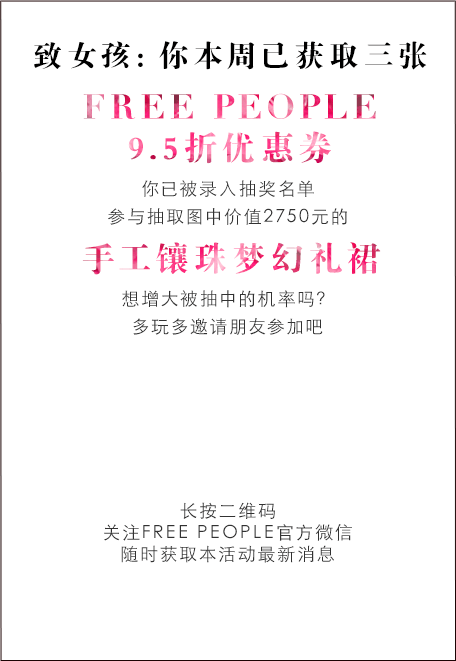 致女孩：你本周已获取三张
FREE PEOPLE
9.5折优惠券
你已被录入抽奖名单
参与抽取图中价值2750元的
手工镶珠梦幻礼裙
想增大被抽中的机率吗？
多玩多邀请朋友参加吧
长按二维码
关注FREE PEOPLE官方微信
随时获取本活动最新消息